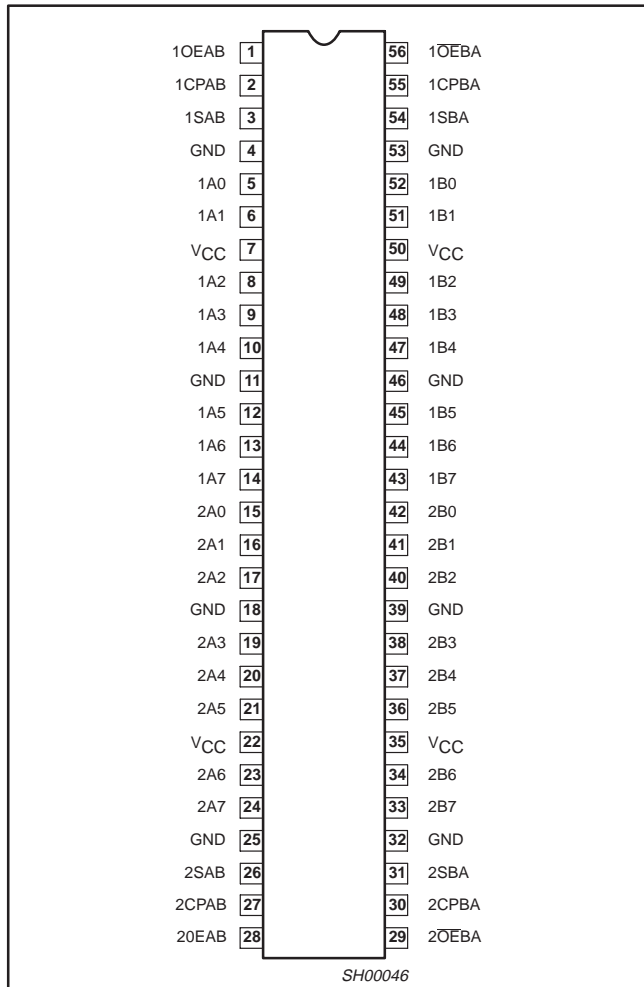 1OEAB 1 56 1O̅E̅BA
1CPAB 2 55 1CPBA
1SAB 3 54 1SBA
GND 4 53 GND
1A0 5 52 1B0
1A1 6 51 1B1
VCC 7 50 VCC
1A2 8 49 1B2
1A3 9 48 1B3
1A4 10 47 1B4
GND 11 46 GND
1A5 12 45 1B5
1A6 13 44 1B6
1A7 14 43 1B7
2A0 15 42 2B0
2A1 16 41 2B1
2A2 17 40 2B2
GND 18 39 GND
2A3 19 38 2B3
2A4 20 37 2B4
2A5 21 36 2B5
VCC 22 35 VCC
2A6 23 34 2B6
2A7 24 33 2B7
GND 25 32 GND
2SAB 26 31 2SBA
2CPAB 27 30 2CPBA
20EAB 28 29 2O̅E̅BA
SH00046